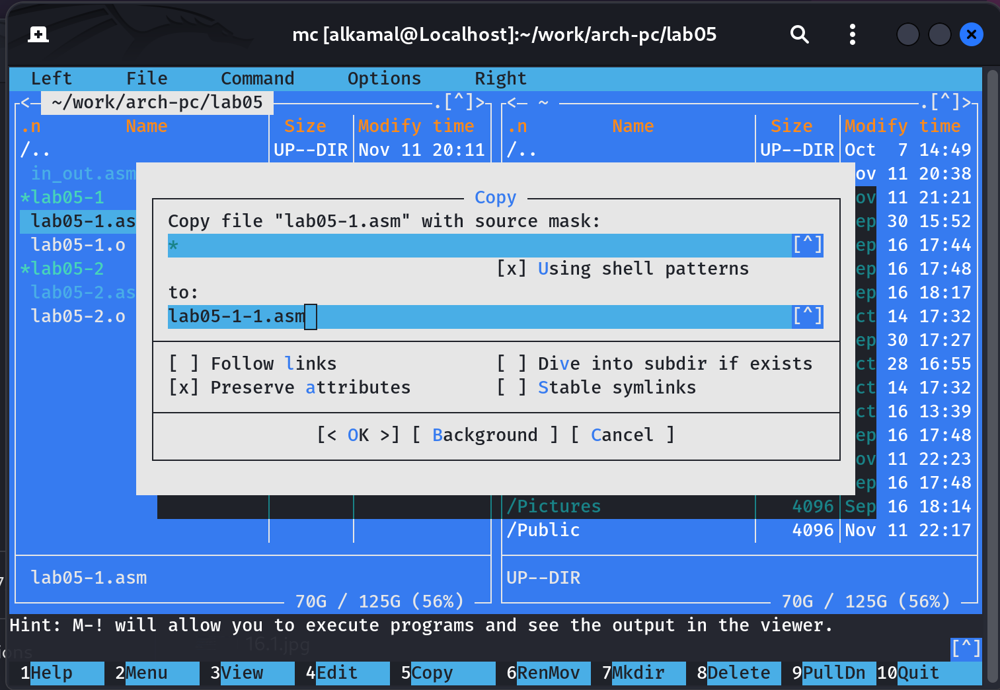 mc [alkamal@Localhost]:~/work/arch-pc/lab05
Left File Command Options Right
<─ ~/work/arch-pc/lab05 ─.[^]> <─ ~ ─.[^]>
.n Name Size Modify time .n Name Size Modify time
/.. UP--DIR Nov 11 20:11 /.. UP--DIR Oct 7 14:49
in_out.asm ov 11 20:38
*lab05-1 ov 11 21:21
lab05-1.as ep 30 15:52
lab05-1.o ep 16 17:44
*lab05-2 ep 16 17:48
lab05-2.as ep 16 18:17
lab05-2.o ct 14 17:32
ep 30 17:27
ct 28 16:55
ct 14 17:32
ct 16 13:39
ep 16 17:48
ov 11 22:23
ep 16 17:48
/Pictures 4096 Sep 16 18:14
/Public 4096 Nov 11 22:17
Copy
Copy file "lab05-1.asm" with source mask:
* [^]
[x] Using shell patterns
to:
lab05-1-1.asm [^]
[ ] Follow links [ ] Dive into subdir if exists
[x] Preserve attributes [ ] Stable symlinks
[< OK >] [ Background ] [ Cancel ]
lab05-1.asm UP--DIR
70G / 125G (56%) 70G / 125G (56%)
Hint: M-! will allow you to execute programs and see the output in the viewer.
16.1.jpg
[^]
1Help 2Menu 3View 4Edit 5Copy 6RenMov 7Mkdir 8Delete 9PullDn 10Quit